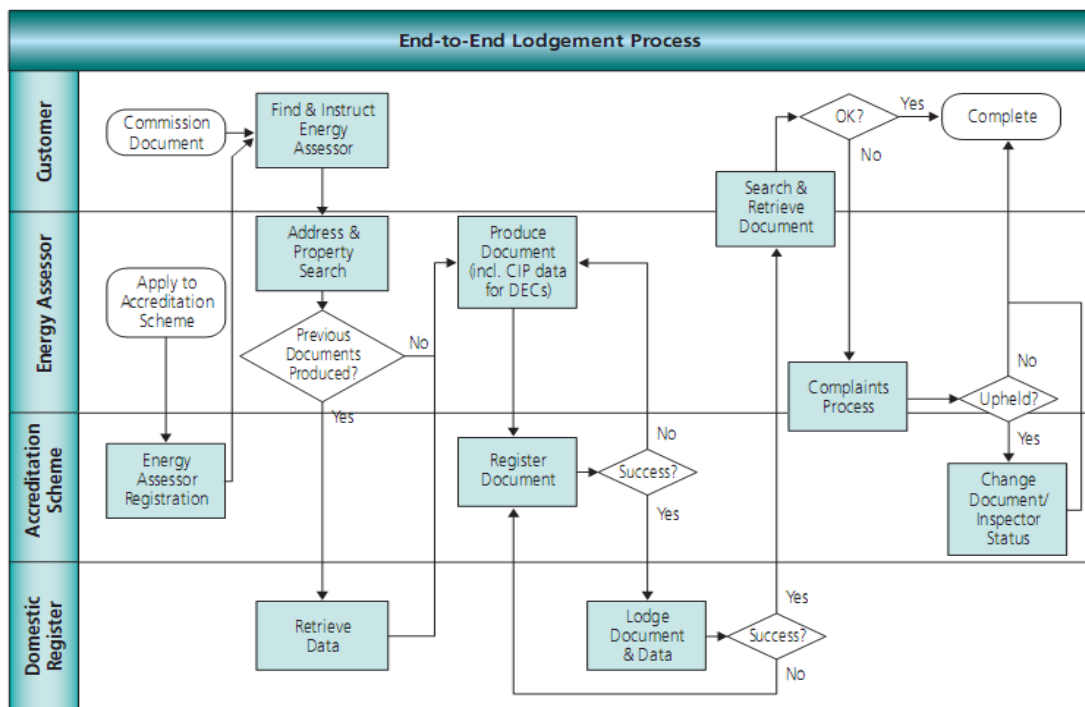 End-to-End Lodgement Process
Customer
Commission
Document
Find & Instruct
Energy
Assessor
OK?
Yes
Complete
No
Search &
Retrieve
Document
Energy Assessor
Address &
Property
Search
Produce
Document
(incl. CIP data
for DECs)
Apply to
Accreditation
Scheme
Previous
Documents
Produced?
No
Yes
Complaints
Process
No
Upheld?
Yes
Accreditation
Scheme
Energy
Assessor
Registration
Register
Document
No
Success?
Yes
Change
Document/
Inspector
Status
Domestic
Register
Retrieve
Data
Lodge
Document
& Data
Yes
Success?
No